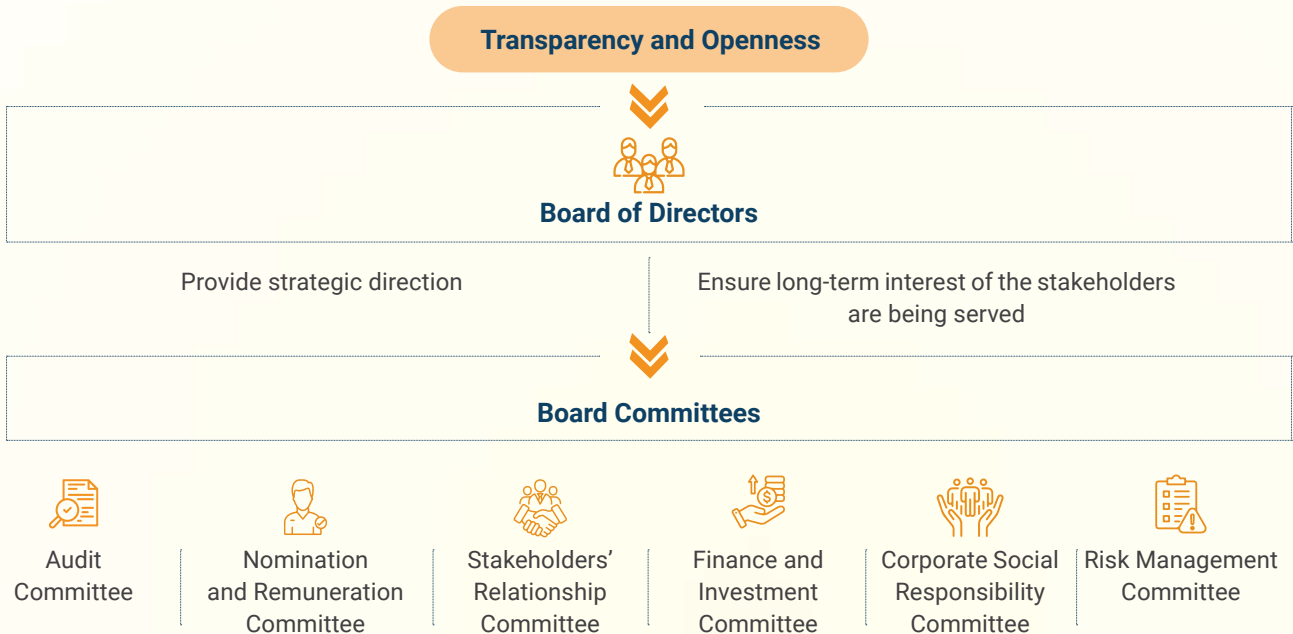 Transparency and Openness
Board of Directors
Provide strategic direction
Ensure long-term interest of the stakeholders
are being served
Board Committees
Audit
Committee
Nomination
and Remuneration
Committee
Stakeholders’
Relationship
Committee
Finance and
Investment
Committee
Corporate Social
Responsibility
Committee
Risk Management
Committee